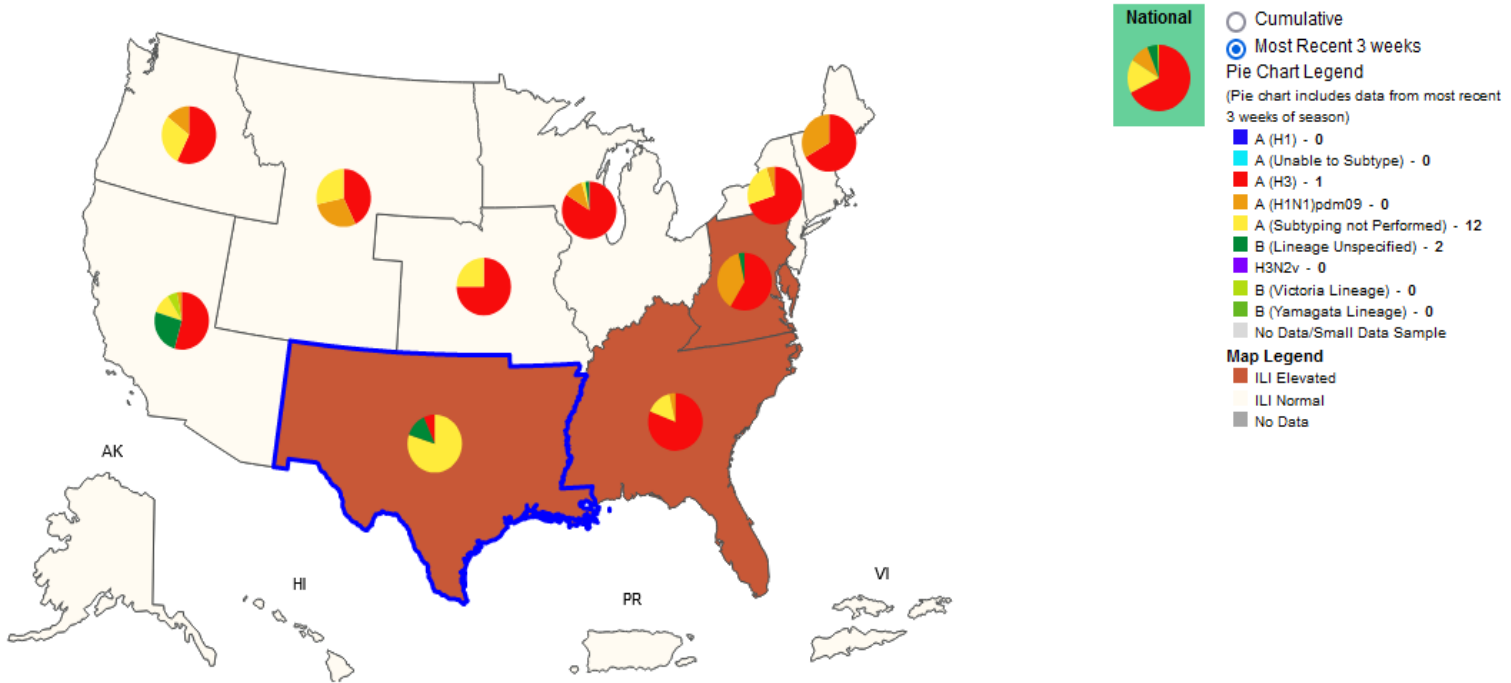 National
Cumulative
Most Recent 3 weeks
Pie Chart Legend
(Pie chart includes data from most recent
3 weeks of season)
A (H1) - 0
A (Unable to Subtype) - 0
A (H3) - 1
A (H1N1)pdm09 - 0
A (Subtyping not Performed) - 12
B (Lineage Unspecified) - 2
H3N2v - 0
B (Victoria Lineage) - 0
B (Yamagata Lineage) - 0
No Data/Small Data Sample
Map Legend
ILI Elevated
ILI Normal
No Data
AK
HI
PR
VI